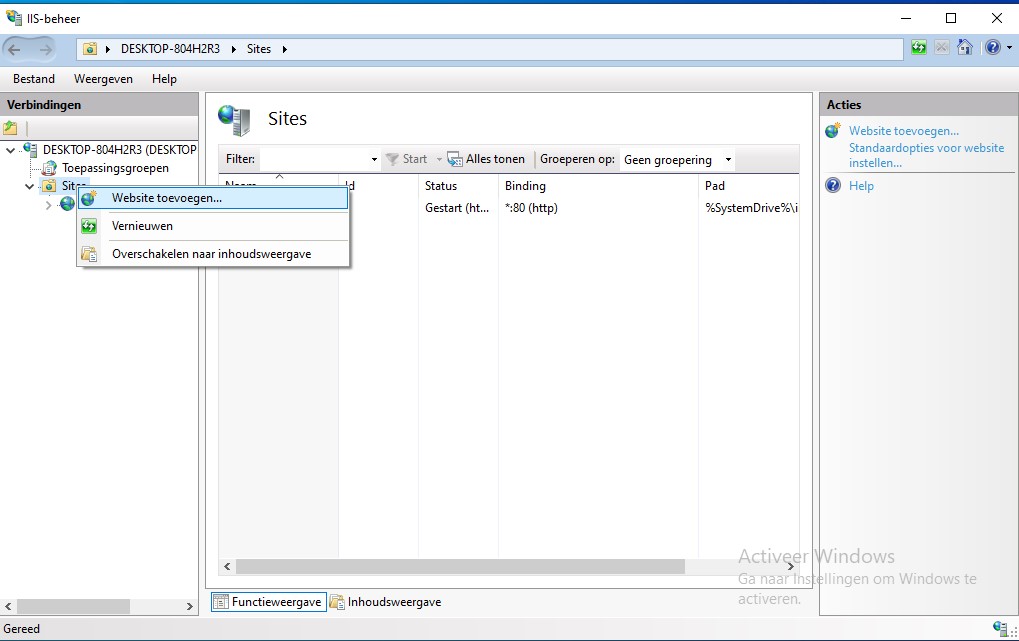 IIS-beheer
DESKTOP-804H2R3 Sites
Bestand Weergeven Help
Verbindingen
DESKTOP-804H2R3 (DESKTOP
Toepassingsgroepen
Sites
Website toevoegen...
Vernieuwen
Overschakelen naar inhoudsweergave
Sites
Filter: Start Alles tonen Groeperen op: Geen groepering
Naam Id Status Binding Pad
Gestart (ht... *:80 (http) %SystemDrive%\i
Functieweergave Inhoudsweergave
Acties
Website toevoegen...
Standaardopties voor website
instellen...
Help
Activeer Windows
Ga naar Instellingen om Windows te
activeren.
Gereed